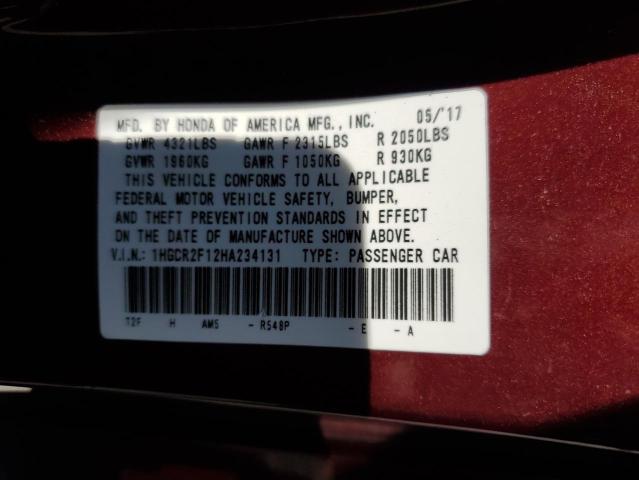 MFD. BY HONDA OF AMERICA MFG., INC. 05/'17
GVWR 4321LBS GAWR F 2315LBS R 2050LBS
GVWR 1960KG GAWR F 1050KG R 930KG
THIS VEHICLE CONFORMS TO ALL APPLICABLE
FEDERAL MOTOR VEHICLE SAFETY, BUMPER,
AND THEFT PREVENTION STANDARDS IN EFFECT
ON THE DATE OF MANUFACTURE SHOWN ABOVE.
V.I.N.: 1HGCR2F12HA234131 TYPE: PASSENGER CAR
T2F H AM5 - R548P - E - A